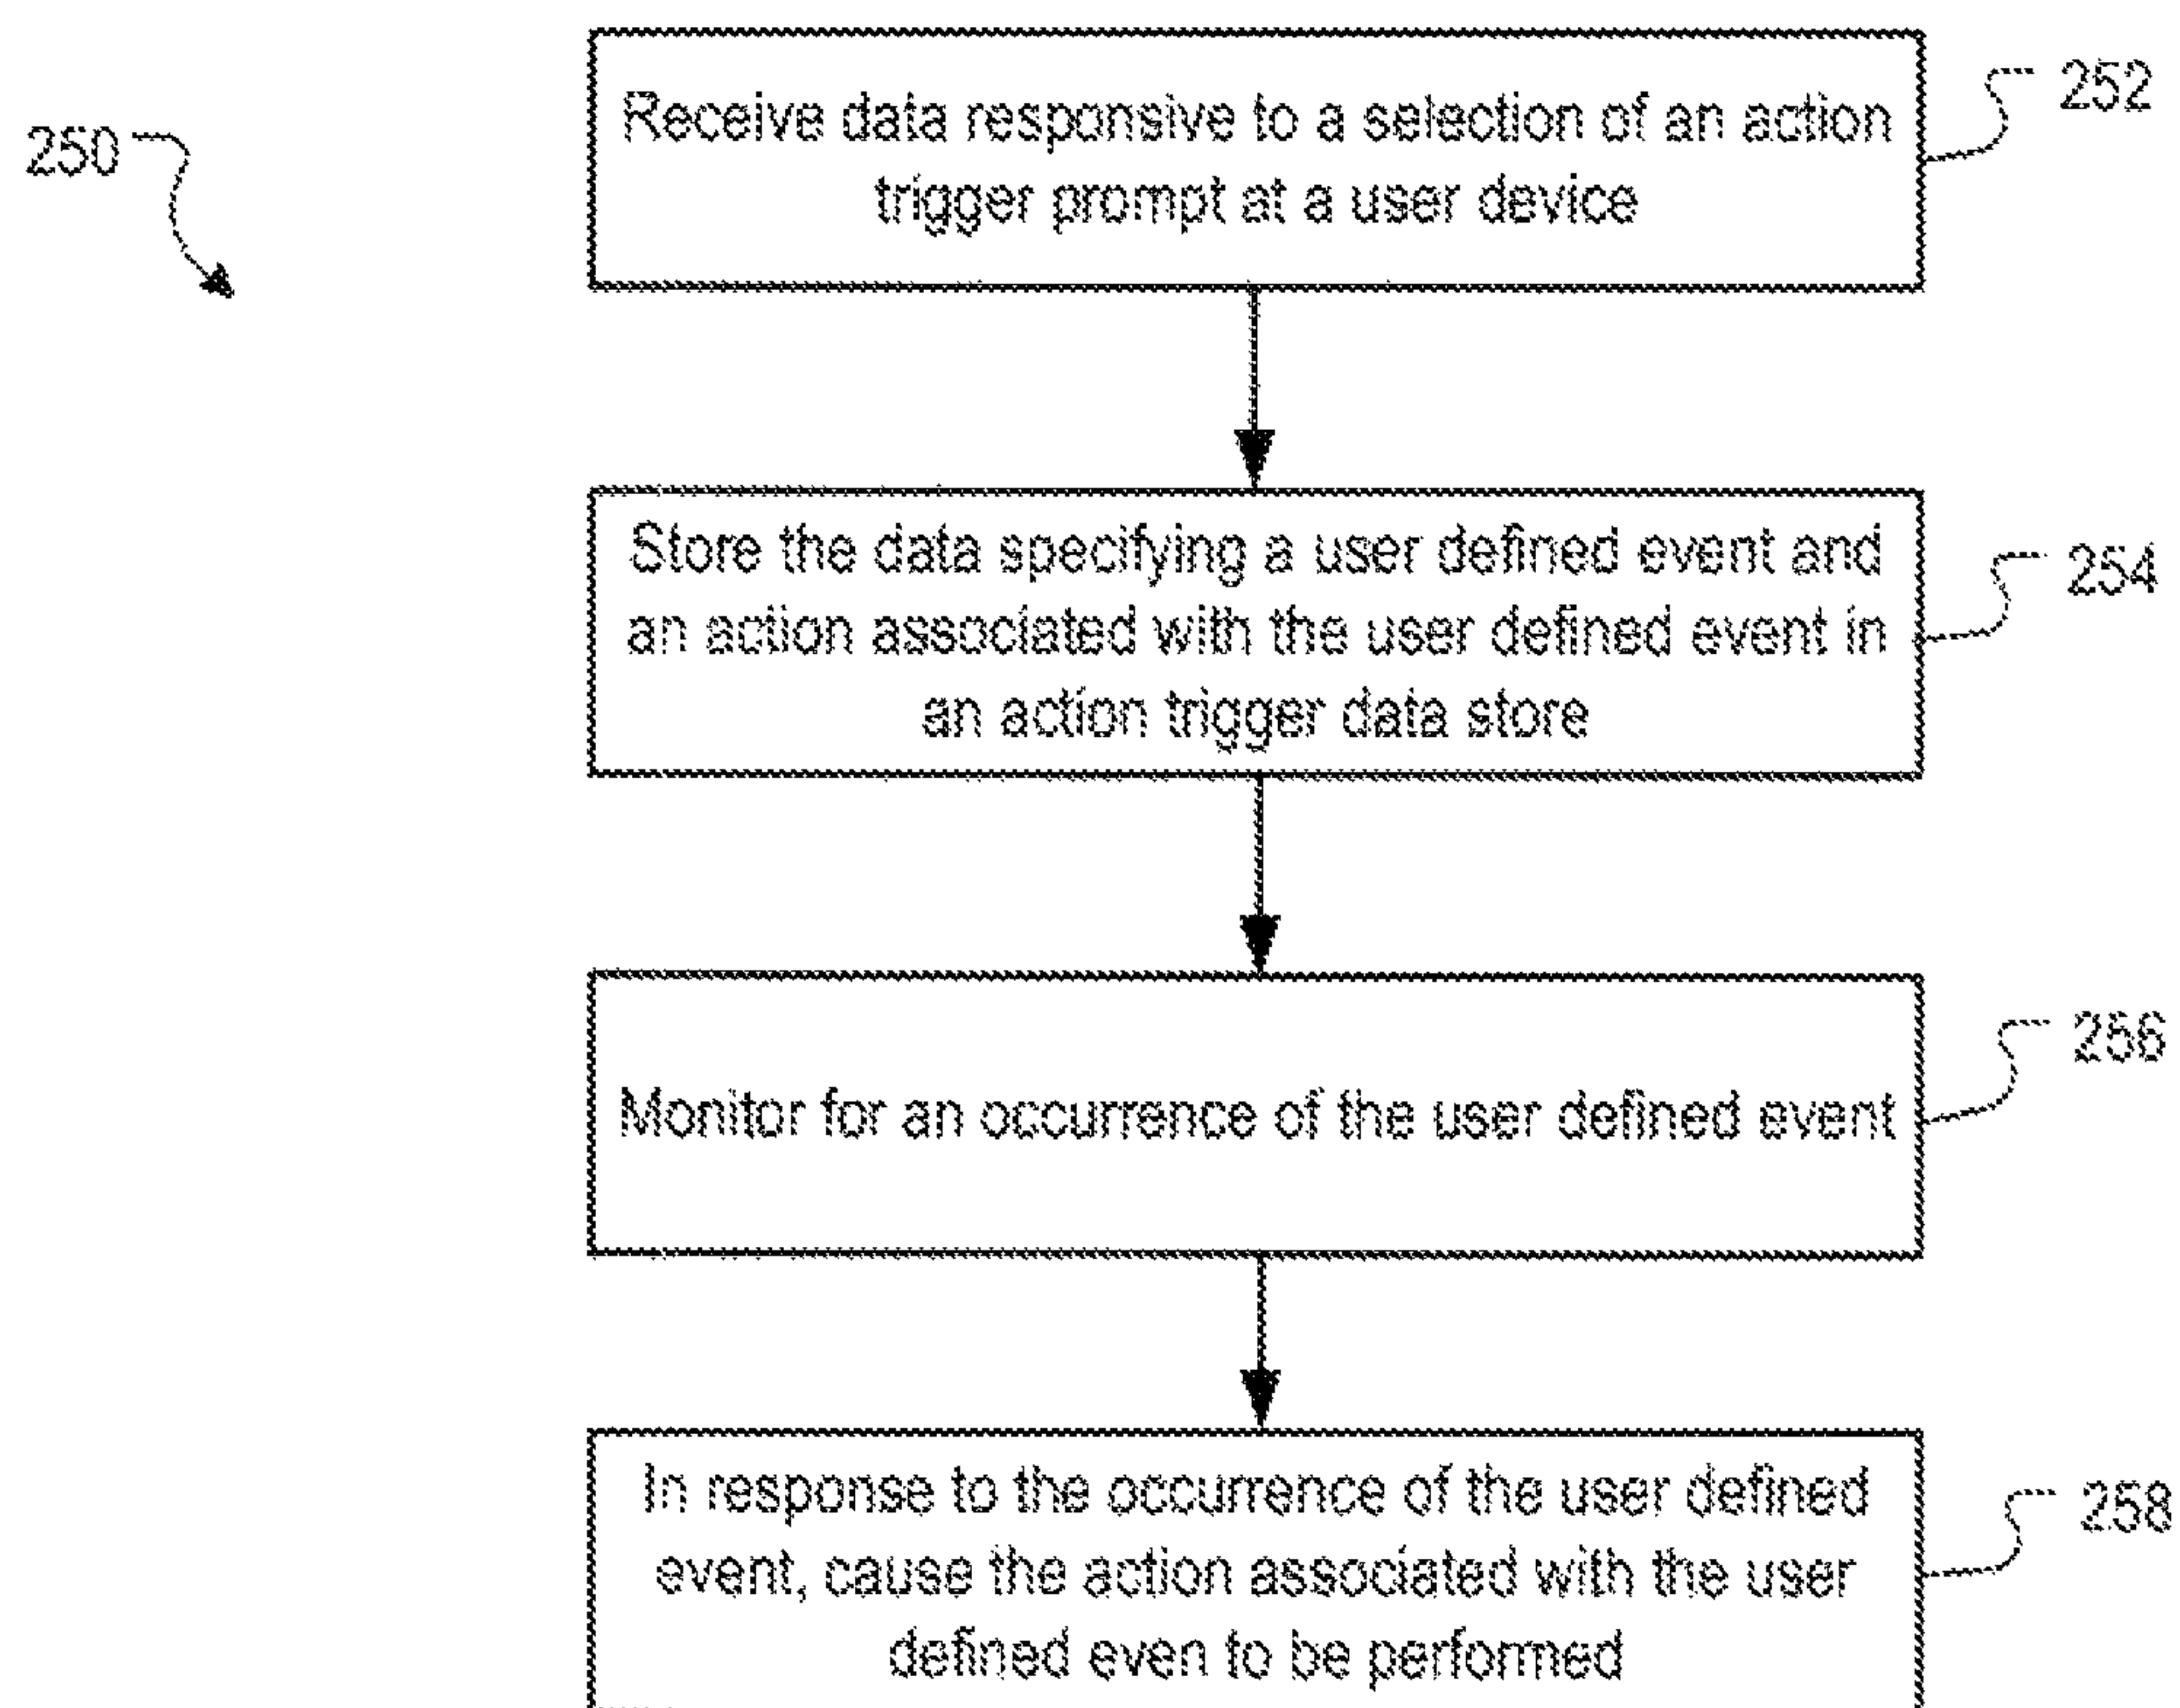 250
Receive data responsive to a selection of an action
trigger prompt at a user device
252
Store the data specifying a user defined event and
an action associated with the user defined event in
an action trigger data store
254
Monitor for an occurrence of the user defined event
256
In response to the occurrence of the user defined
event, cause the action associated with the user
defined even to be performed
258